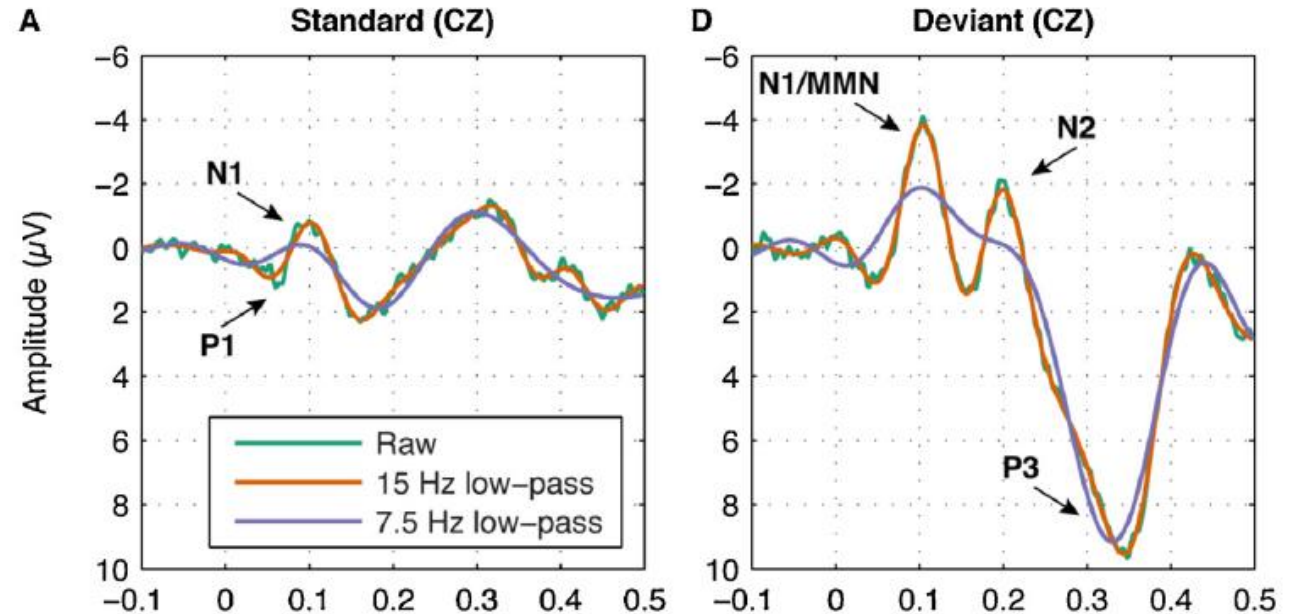 A
Standard (CZ)
D
Deviant (CZ)
Amplitude (µV)
−6
−4
−2
0
2
4
6
8
10
N1
P1
Raw
15 Hz low−pass
7.5 Hz low−pass
−0.1
0
0.1
0.2
0.3
0.4
0.5
−6
−4
−2
0
2
4
6
8
10
N1/MMN
N2
P3
−0.1
0
0.1
0.2
0.3
0.4
0.5